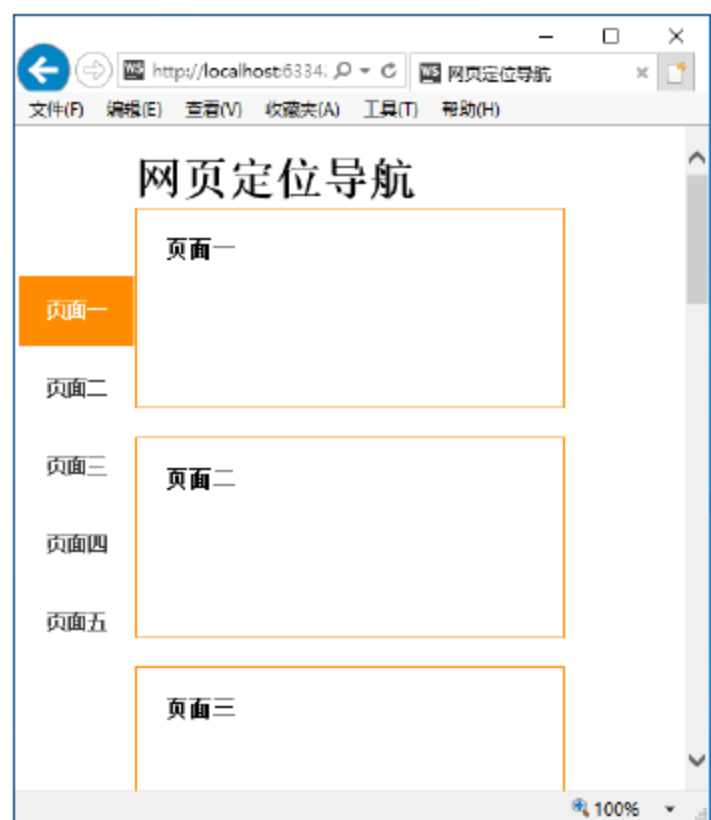 http://localhost:6334
网页定位导航
文件(F) 编辑(E) 查看(V) 收藏夹(A) 工具(T) 帮助(H)
网页定位导航
页面一
页面一
页面二
页面三
页面二
页面四
页面五
页面三
100%